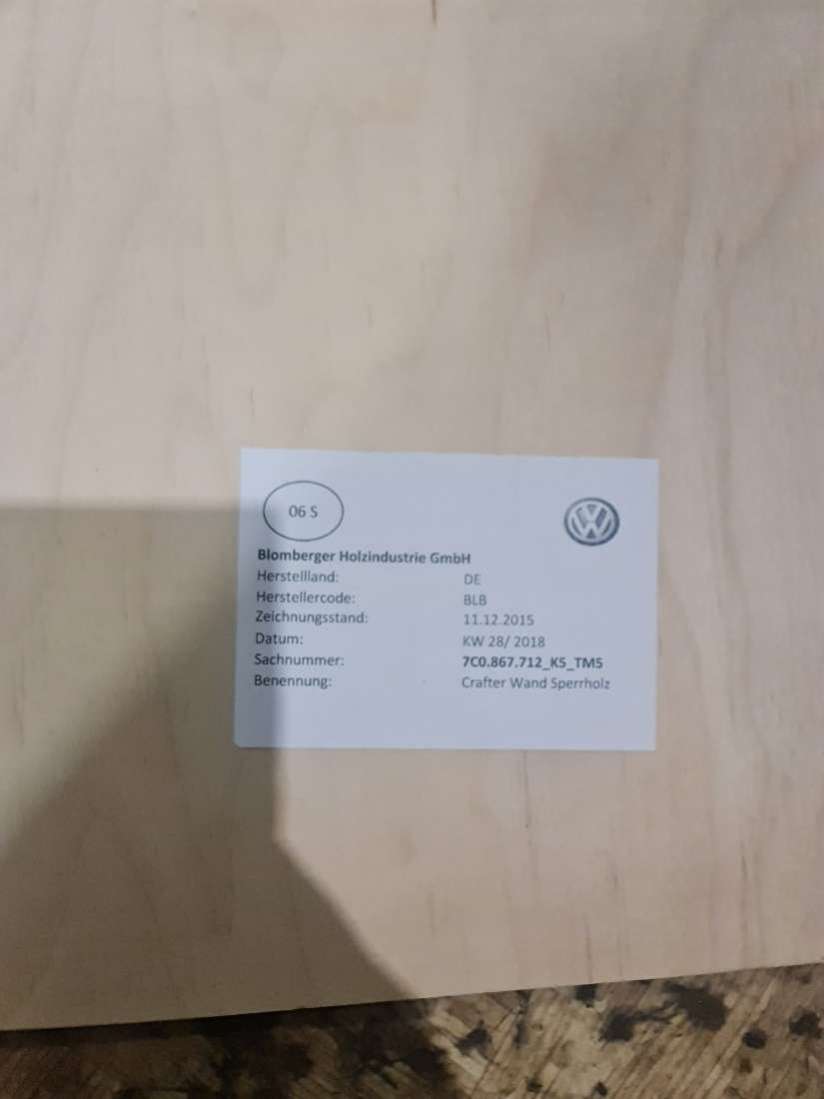 06 S
Blomberger Holzindustrie GmbH
Herstellland: DE
Herstellercode: BLB
Zeichnungsstand: 11.12.2015
Datum: KW 28/ 2018
Sachnummer: 7C0.867.712_K5_TM5
Benennung: Crafter Wand Sperrholz